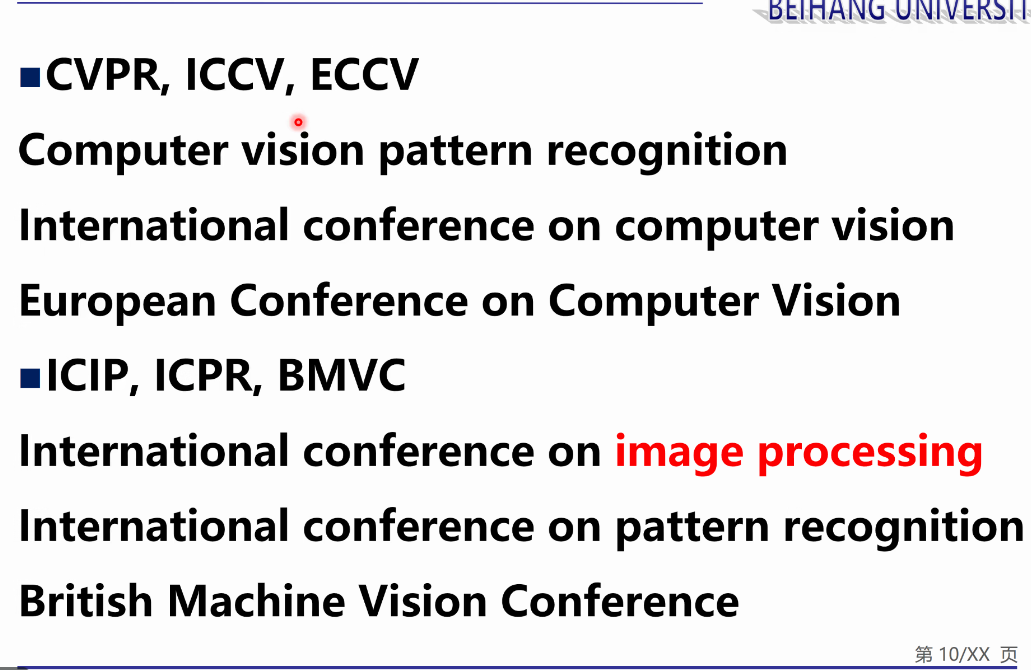 BEIHANG UNIVERSIT
■CVPR, ICCV, ECCV
Computer vision pattern recognition
International conference on computer vision
European Conference on Computer Vision
■ICIP, ICPR, BMVC
International conference on image processing
International conference on pattern recognition
British Machine Vision Conference
第 10/XX 页